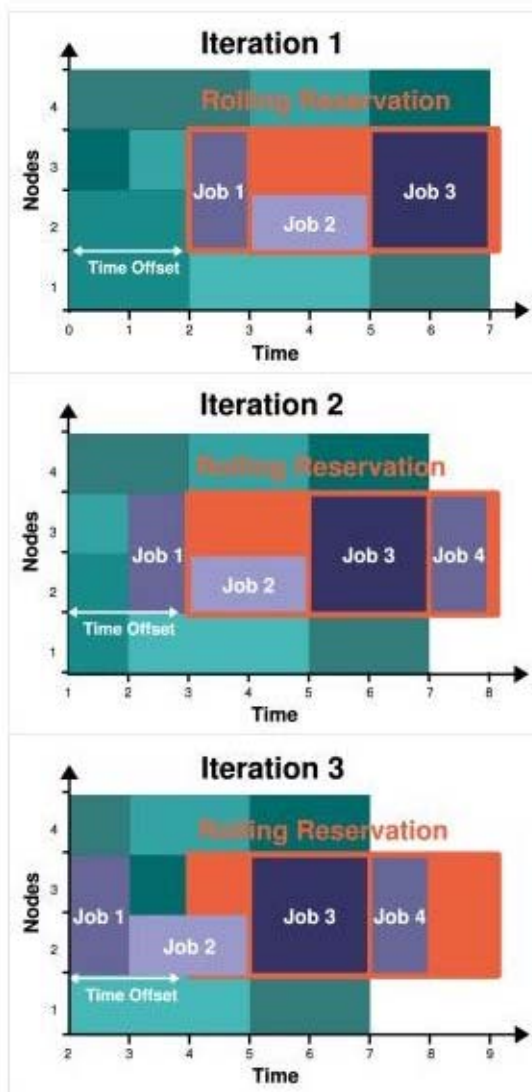 Iteration 1
Rolling Reservation
Nodes
4
3
2
1
Job 1
Job 2
Job 3
Time Offset
0 1 2 3 4 5 6 7
Time
Iteration 2
Rolling Reservation
Nodes
4
3
2
1
Job 1
Job 2
Job 3
Job 4
Time Offset
1 2 3 4 5 6 7 8
Time
Iteration 3
Rolling Reservation
Nodes
4
3
2
1
Job 1
Job 2
Job 3
Job 4
Time Offset
2 3 4 5 6 7 8 9
Time